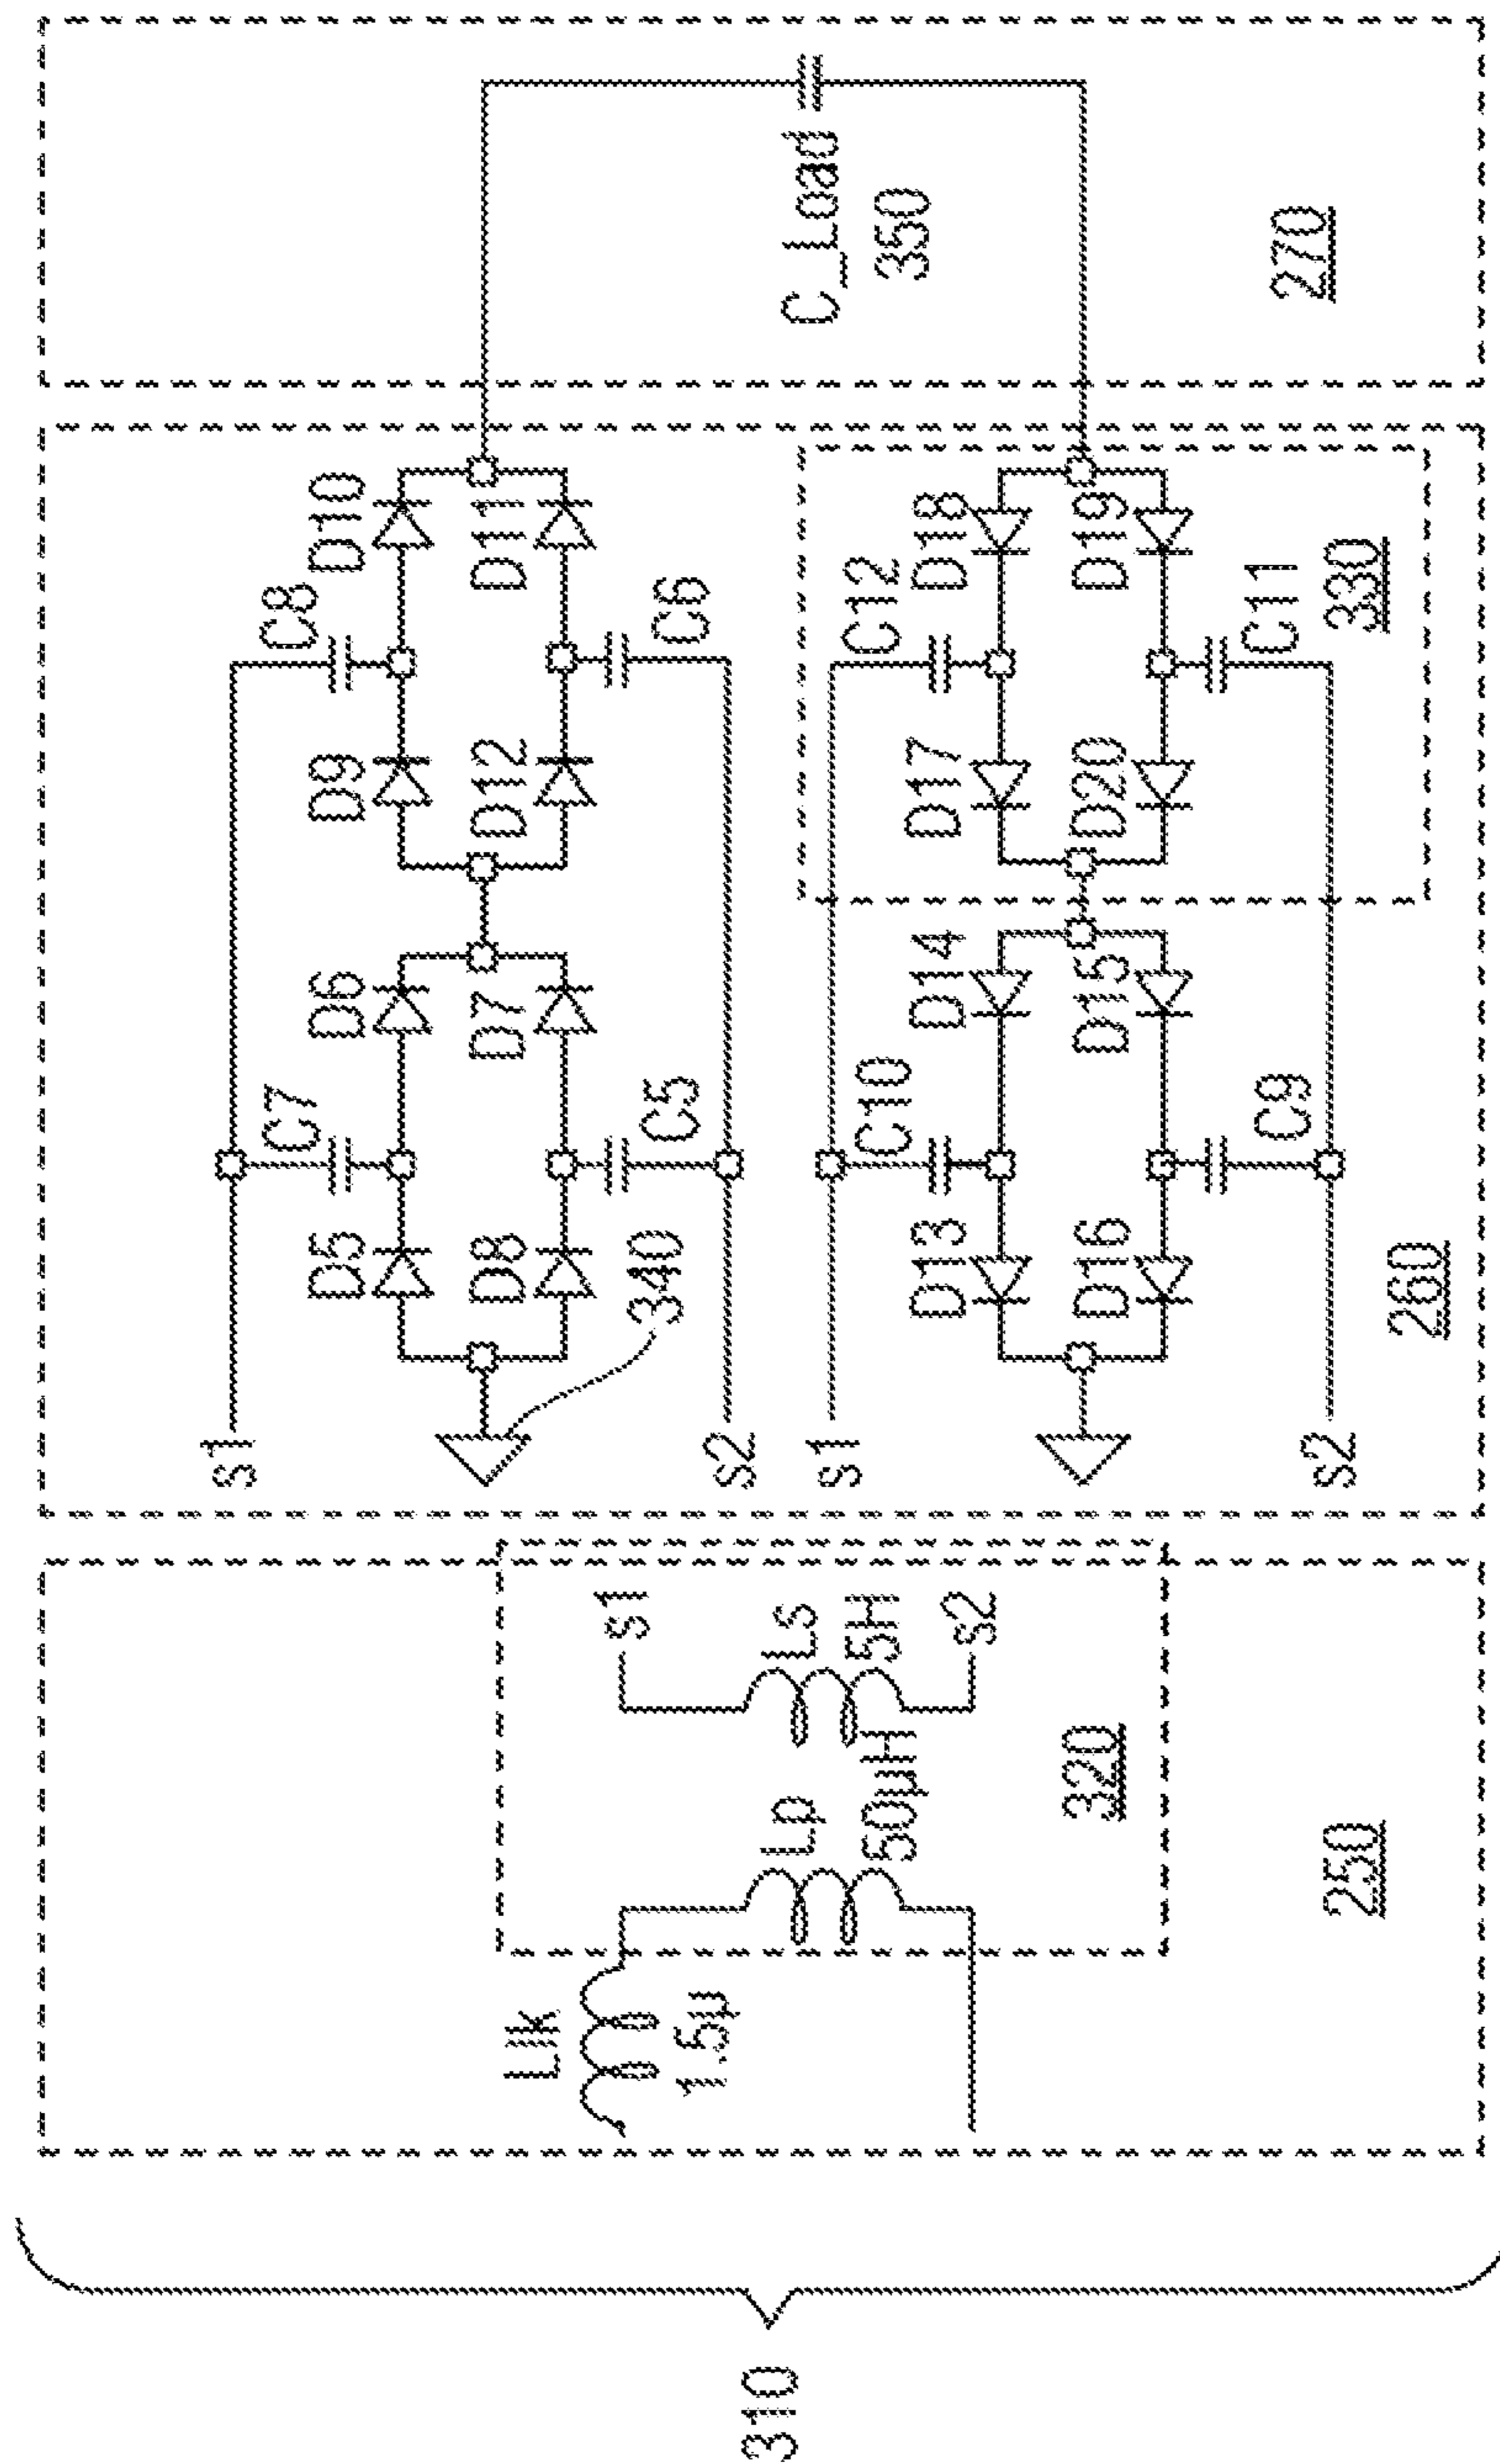 310
Llk
1.5µ
Lp
50µH
Ls
5H
s1
s2
320
250
s1
s2
340
D5
D8
C7
C5
D6
D7
D9
D12
C8
C6
D10
D11
s1
s2
D13
D16
C10
C9
D14
D15
D17
D20
C12
C11
D18
D19
330
260
C_Load
350
270